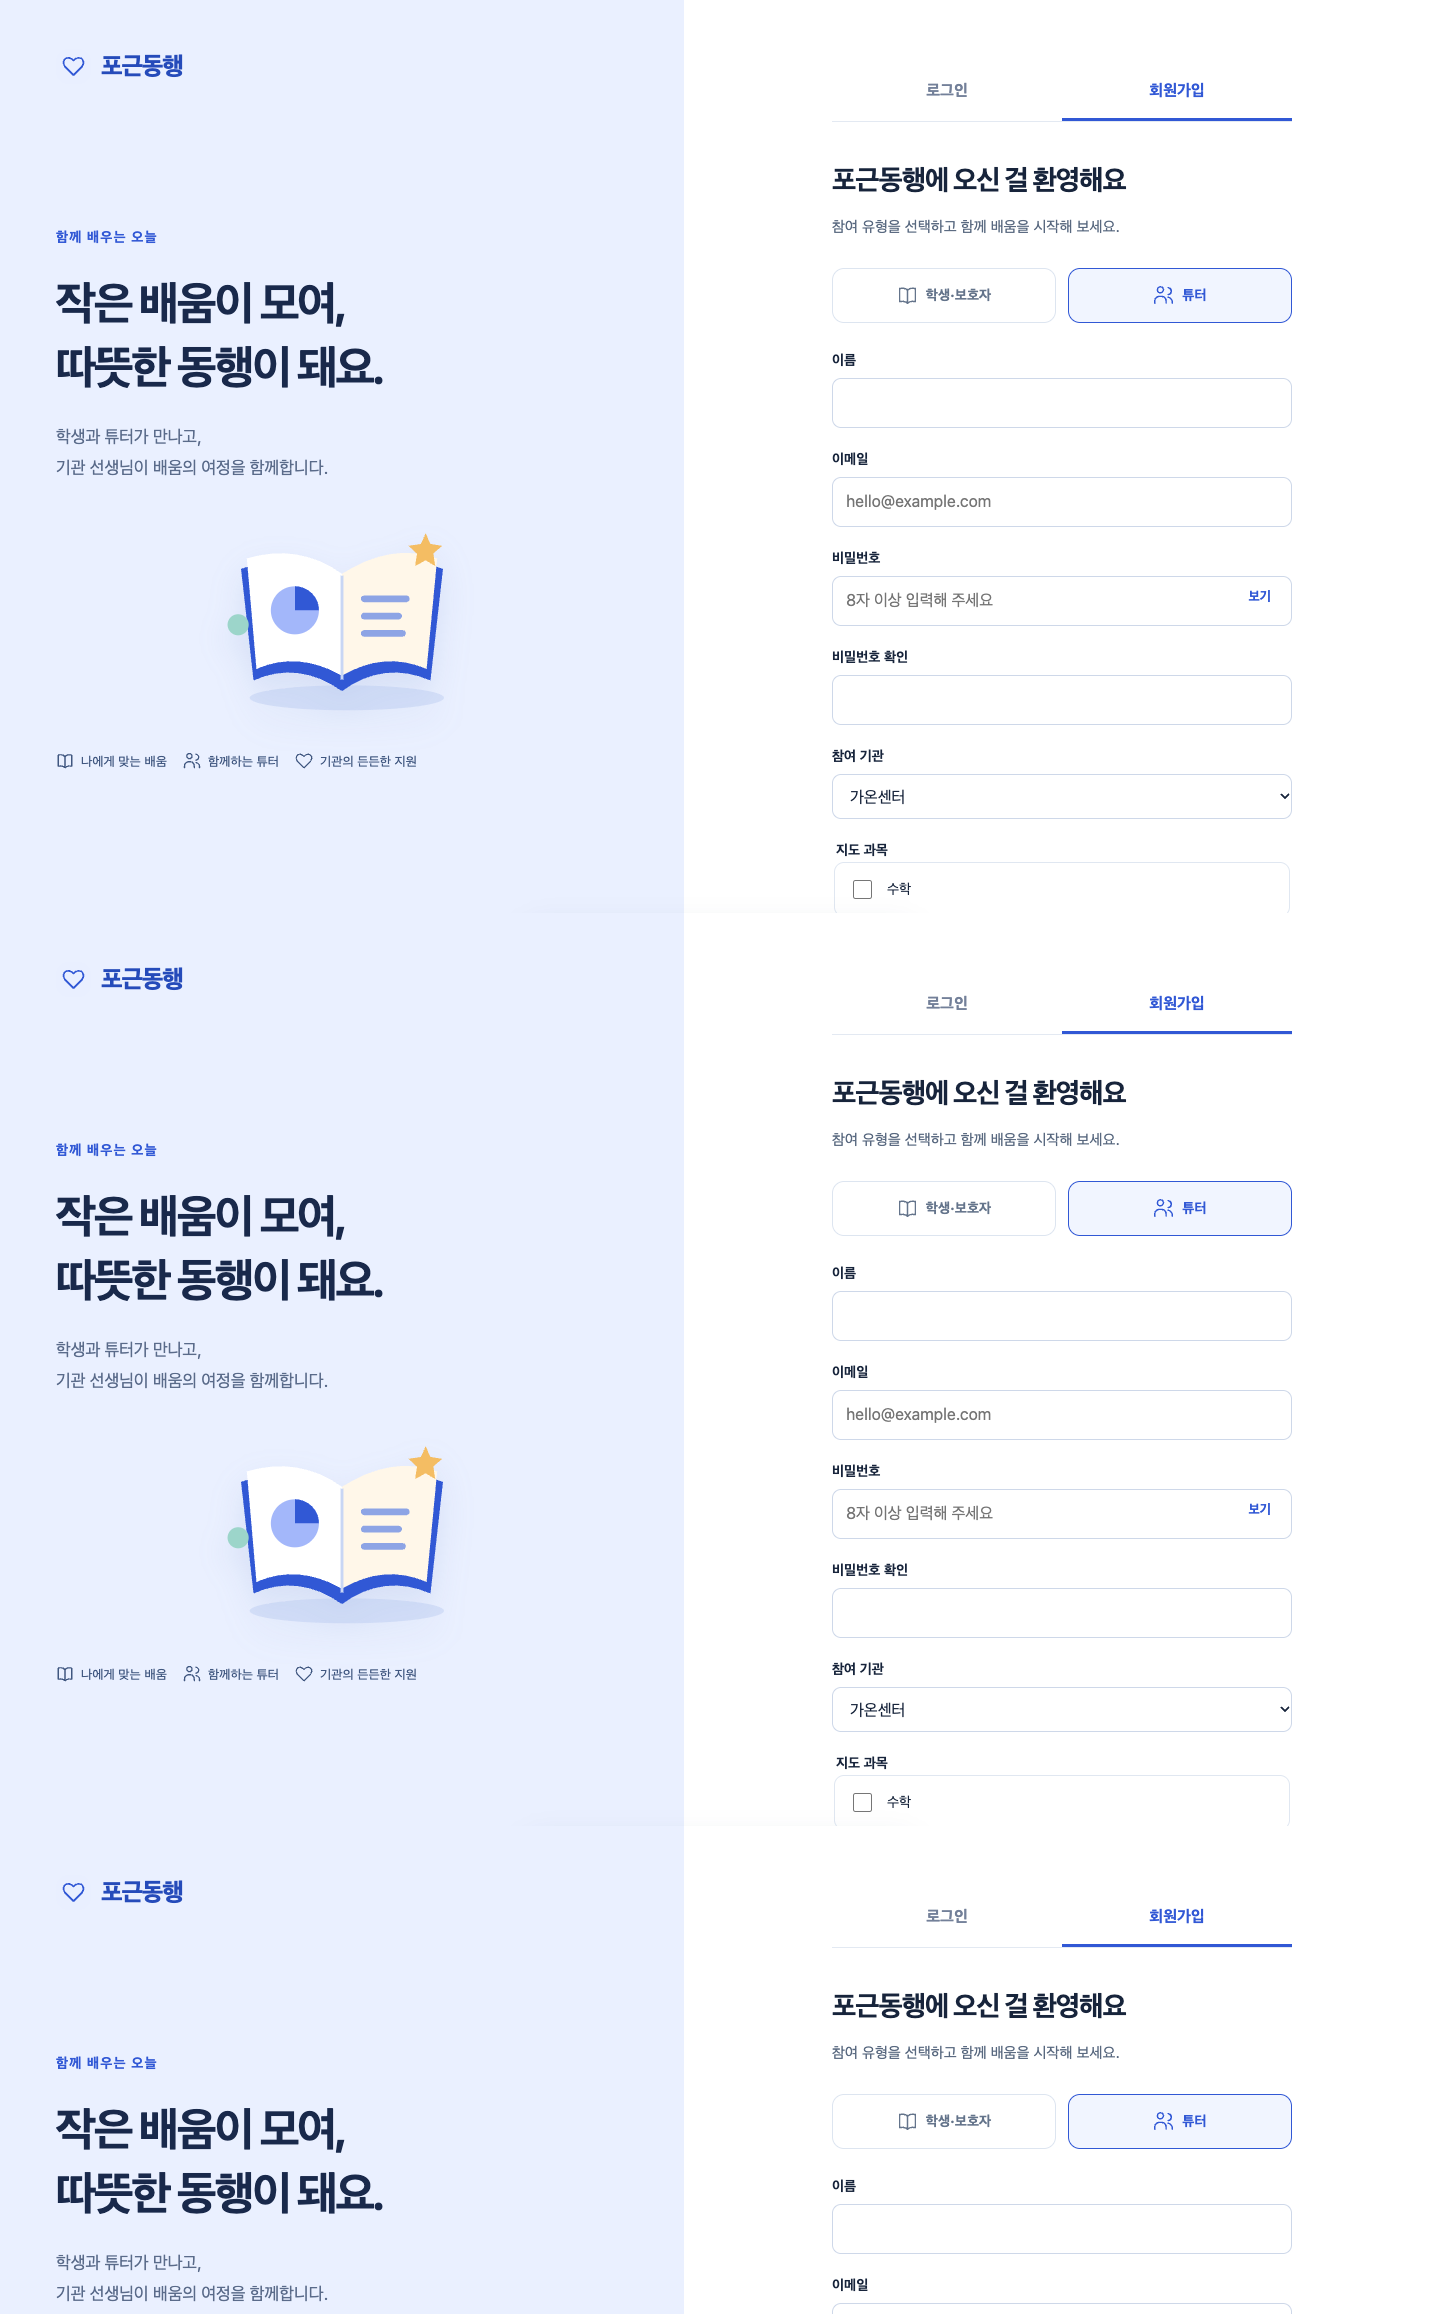 포근동행
함께 배우는 오늘
작은 배움이 모여,
따뜻한 동행이 돼요.
학생과 튜터가 만나고,
기관 선생님이 배움의 여정을 함께합니다.
나에게 맞는 배움 함께하는 튜터 기관의 든든한 지원
로그인 회원가입
포근동행에 오신 걸 환영해요
참여 유형을 선택하고 함께 배움을 시작해 보세요.
학생·보호자 튜터
이름
이메일
hello@example.com
비밀번호
8자 이상 입력해 주세요 보기
비밀번호 확인
참여 기관
가온센터
지도 과목
수학
포근동행
함께 배우는 오늘
작은 배움이 모여,
따뜻한 동행이 돼요.
학생과 튜터가 만나고,
기관 선생님이 배움의 여정을 함께합니다.
나에게 맞는 배움 함께하는 튜터 기관의 든든한 지원
로그인 회원가입
포근동행에 오신 걸 환영해요
참여 유형을 선택하고 함께 배움을 시작해 보세요.
학생·보호자 튜터
이름
이메일
hello@example.com
비밀번호
8자 이상 입력해 주세요 보기
비밀번호 확인
참여 기관
가온센터
지도 과목
수학
포근동행
함께 배우는 오늘
작은 배움이 모여,
따뜻한 동행이 돼요.
학생과 튜터가 만나고,
기관 선생님이 배움의 여정을 함께합니다.
로그인 회원가입
포근동행에 오신 걸 환영해요
참여 유형을 선택하고 함께 배움을 시작해 보세요.
학생·보호자 튜터
이름
이메일